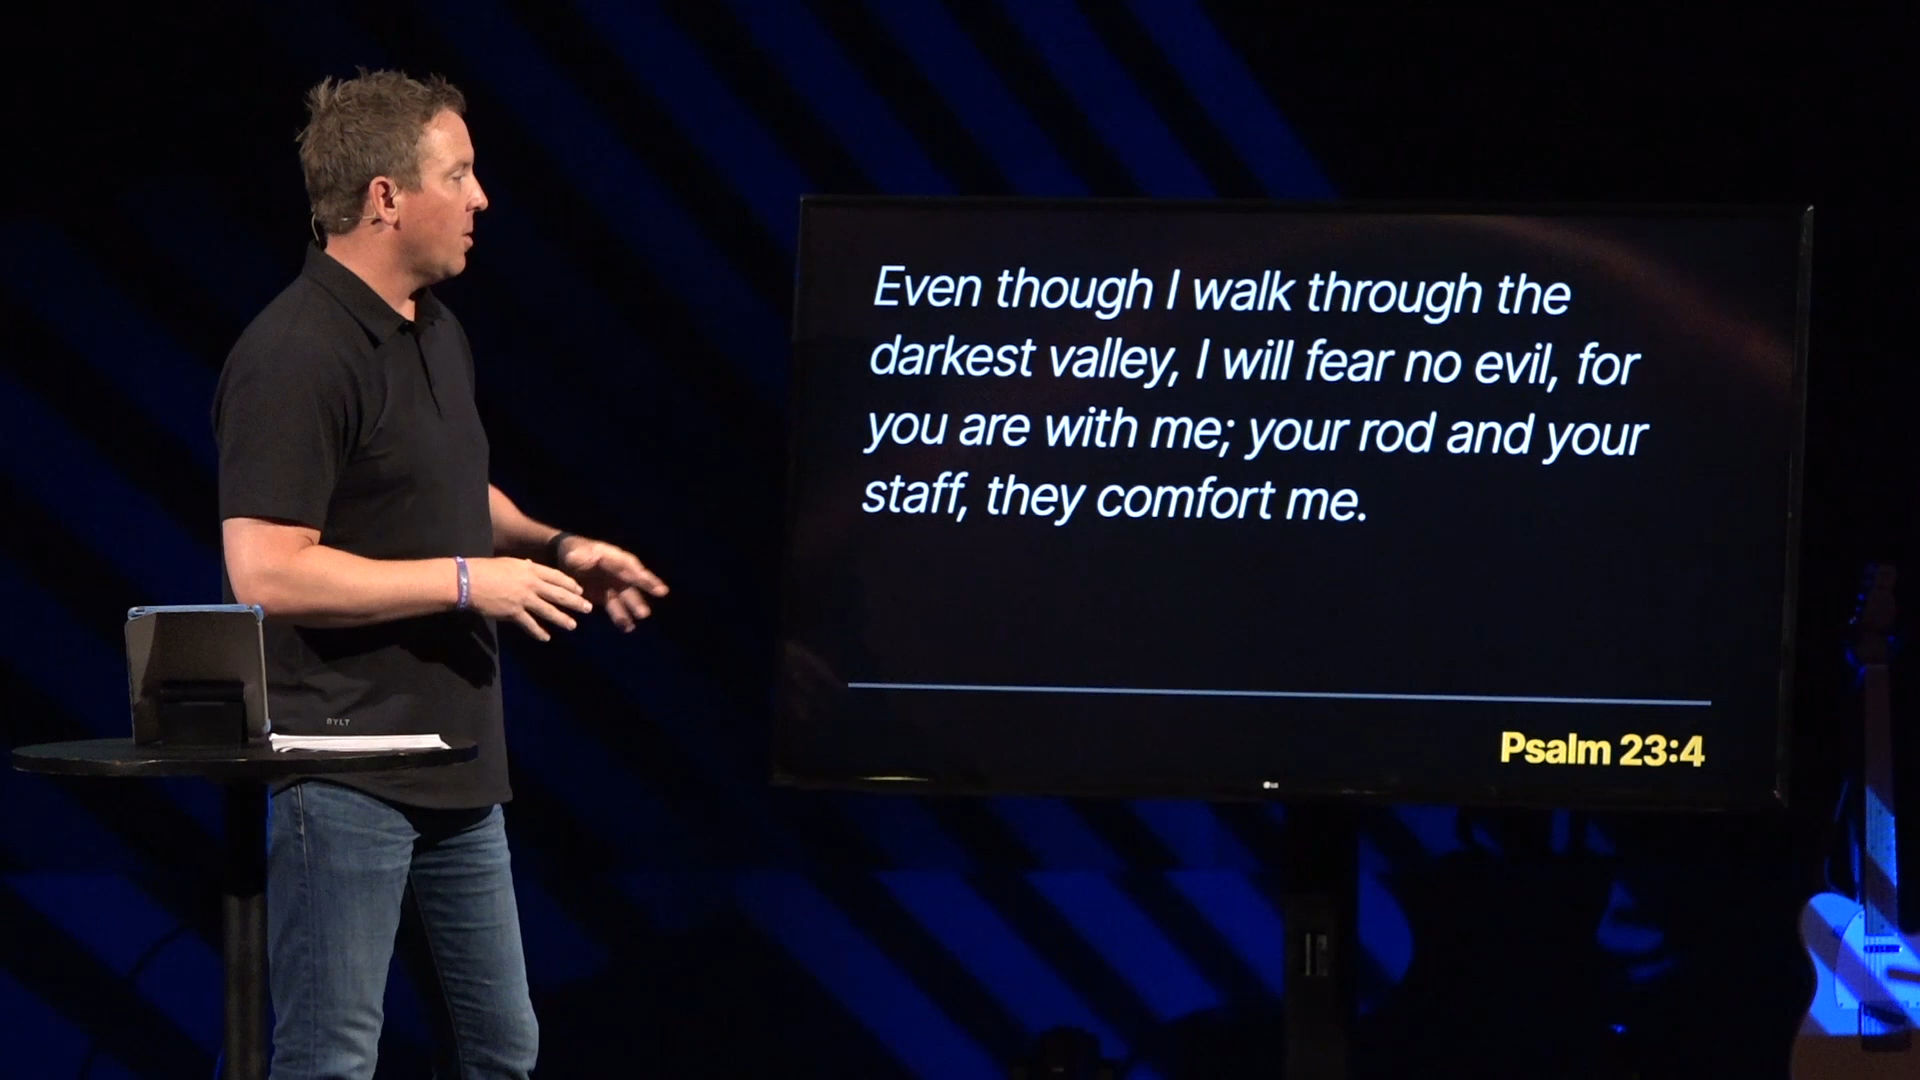 Even though I walk through the
darkest valley, I will fear no evil, for
you are with me; your rod and your
staff, they comfort me.
Psalm 23:4
LG